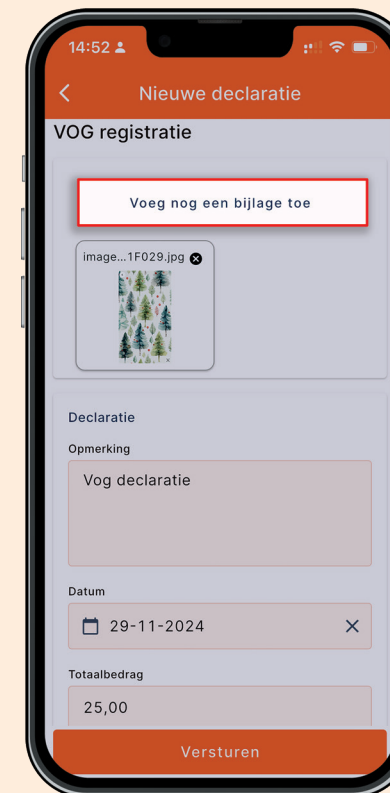 14:52
Nieuwe declaratie
VOG registratie
Voeg nog een bijlage toe
image...1F029.jpg
Declaratie
Opmerking
Vog declaratie
Datum
29-11-2024
Totaalbedrag
25,00
Versturen